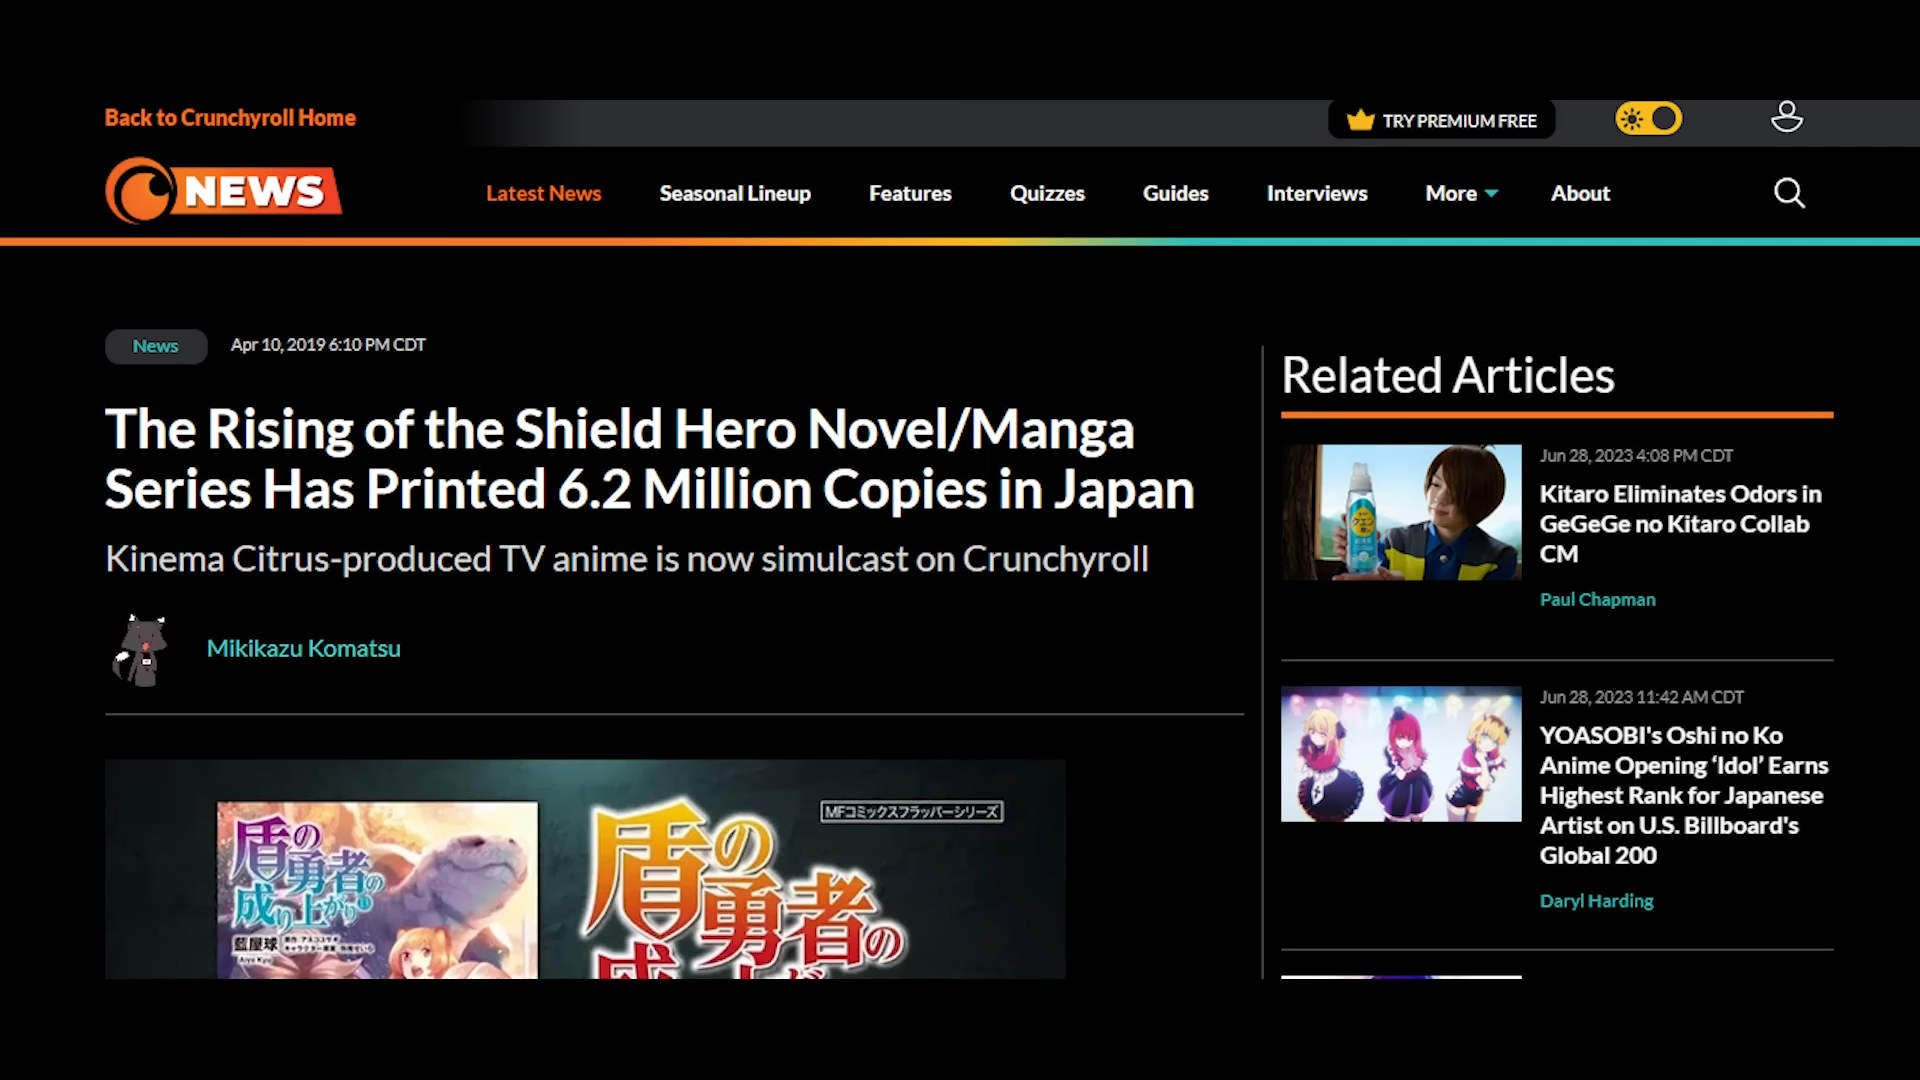 Back to Crunchyroll Home
TRY PREMIUM FREE
NEWS
Latest News
Seasonal Lineup
Features
Quizzes
Guides
Interviews
More
About
News
Apr 10, 2019 6:10 PM CDT
The Rising of the Shield Hero Novel/Manga
Series Has Printed 6.2 Million Copies in Japan
Kinema Citrus-produced TV anime is now simulcast on Crunchyroll
Mikikazu Komatsu
盾の
勇者の
成り上がり
藍屋球
Aiya Kyu
MFコミックスフラッパーシリーズ
盾の
勇者の
Related Articles
Jun 28, 2023 4:08 PM CDT
Kitaro Eliminates Odors in
GeGeGe no Kitaro Collab
CM
Paul Chapman
Jun 28, 2023 11:42 AM CDT
YOASOBI's Oshi no Ko
Anime Opening ‘Idol’ Earns
Highest Rank for Japanese
Artist on U.S. Billboard's
Global 200
Daryl Harding